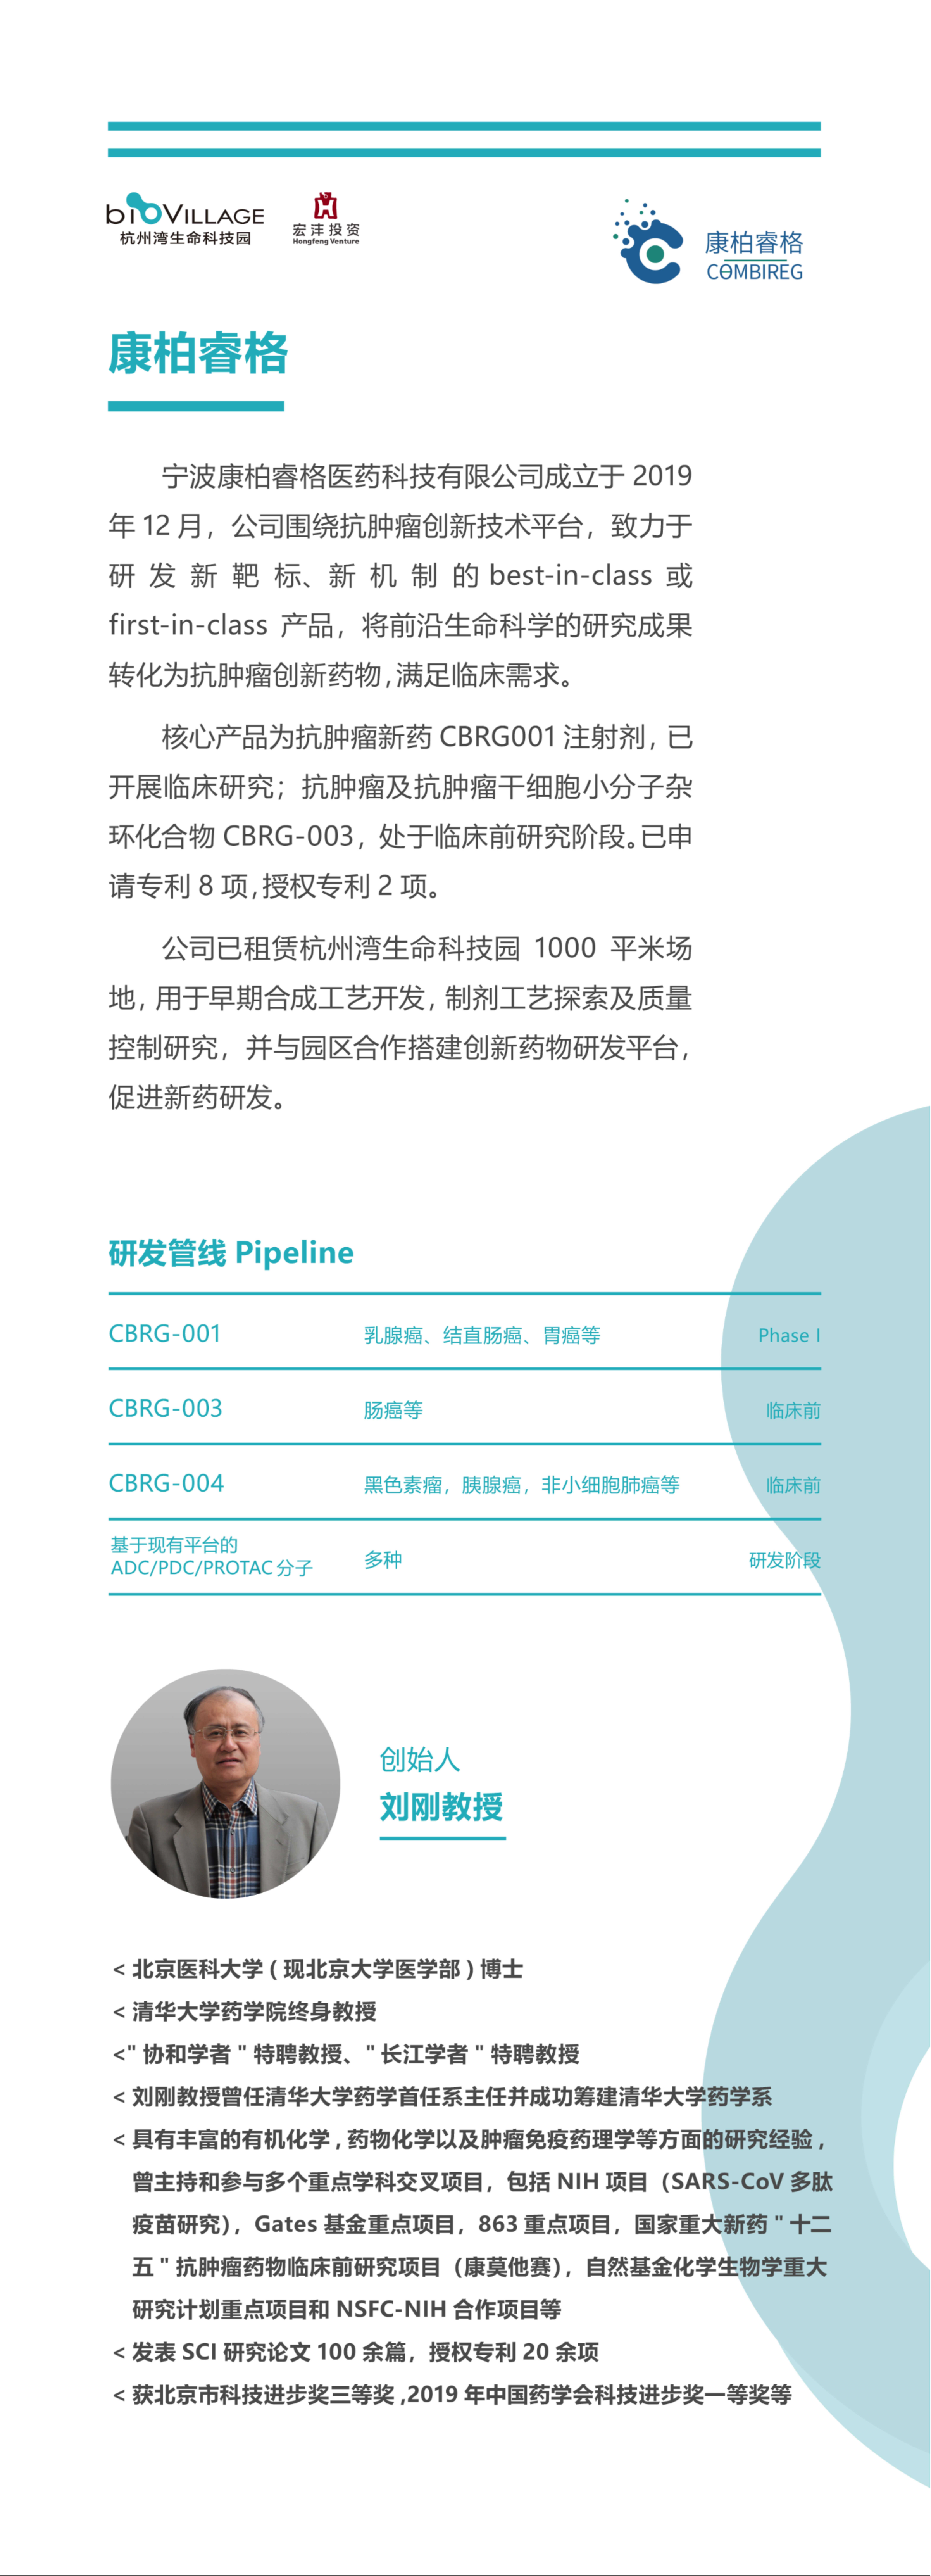 bioVILLAGE
杭州湾生命科技园
宏沣投资
Hongfeng Venture
康柏睿格
COMBIREG
康柏睿格
宁波康柏睿格医药科技有限公司成立于 2019
年 12 月，公司围绕抗肿瘤创新技术平台，致力于
研发新靶标、新机制的 best-in-class 或
first-in-class 产品，将前沿生命科学的研究成果
转化为抗肿瘤创新药物，满足临床需求。
核心产品为抗肿瘤新药 CBRG001 注射剂，已
开展临床研究；抗肿瘤及抗肿瘤干细胞小分子杂
环化合物 CBRG-003，处于临床前研究阶段。已申
请专利 8 项，授权专利 2 项。
公司已租赁杭州湾生命科技园 1000 平米场
地，用于早期合成工艺开发，制剂工艺探索及质量
控制研究，并与园区合作搭建创新药物研发平台，
促进新药研发。
研发管线 Pipeline
CBRG-001 乳腺癌、结直肠癌、胃癌等 Phase I
CBRG-003 肠癌等 临床前
CBRG-004 黑色素瘤，胰腺癌，非小细胞肺癌等 临床前
基于现有平台的
ADC/PDC/PROTAC 分子 多种 研发阶段
创始人
刘刚教授
< 北京医科大学 ( 现北京大学医学部 ) 博士
< 清华大学药学院终身教授
<" 协和学者 " 特聘教授、" 长江学者 " 特聘教授
< 刘刚教授曾任清华大学药学首任系主任并成功筹建清华大学药学系
< 具有丰富的有机化学 , 药物化学以及肿瘤免疫药理学等方面的研究经验 ,
曾主持和参与多个重点学科交叉项目，包括 NIH 项目（SARS-CoV 多肽
疫苗研究），Gates 基金重点项目，863 重点项目，国家重大新药 " 十二
五 " 抗肿瘤药物临床前研究项目（康莫他赛），自然基金化学生物学重大
研究计划重点项目和 NSFC-NIH 合作项目等
< 发表 SCI 研究论文 100 余篇，授权专利 20 余项
< 获北京市科技进步奖三等奖 ,2019 年中国药学会科技进步奖一等奖等